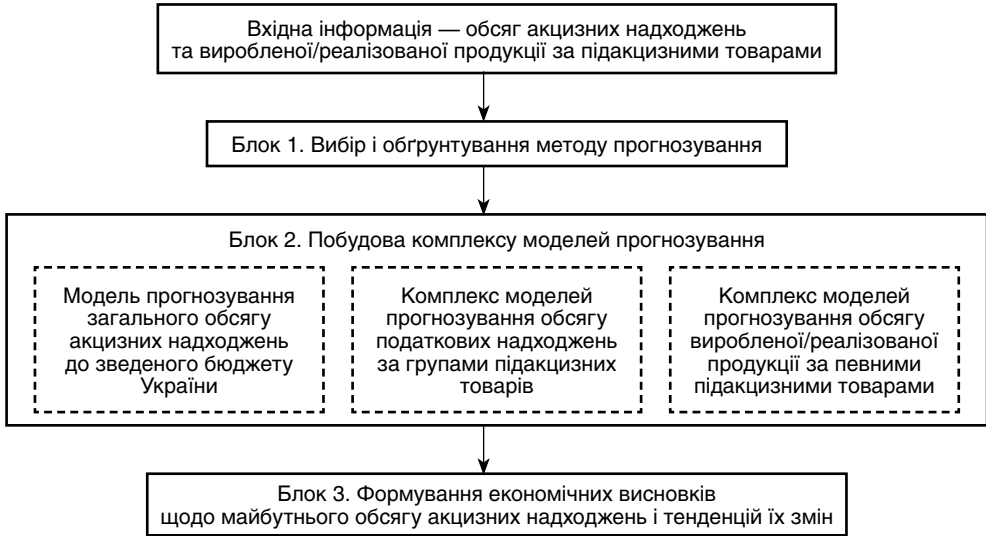 Вхідна інформація — обсяг акцизних надходжень
та виробленої/реалізованої продукції за підакцизними товарами
Блок 1. Вибір і обґрунтування методу прогнозування
Блок 2. Побудова комплексу моделей прогнозування
Модель прогнозування
загального обсягу
акцизних надходжень
до зведеного бюджету
України
Комплекс моделей
прогнозування обсягу
податкових надходжень
за групами підакцизних
товарів
Комплекс моделей
прогнозування обсягу
виробленої/реалізованої
продукції за певними
підакцизними товарами
Блок 3. Формування економічних висновків
щодо майбутнього обсягу акцизних надходжень і тенденцій їх змін